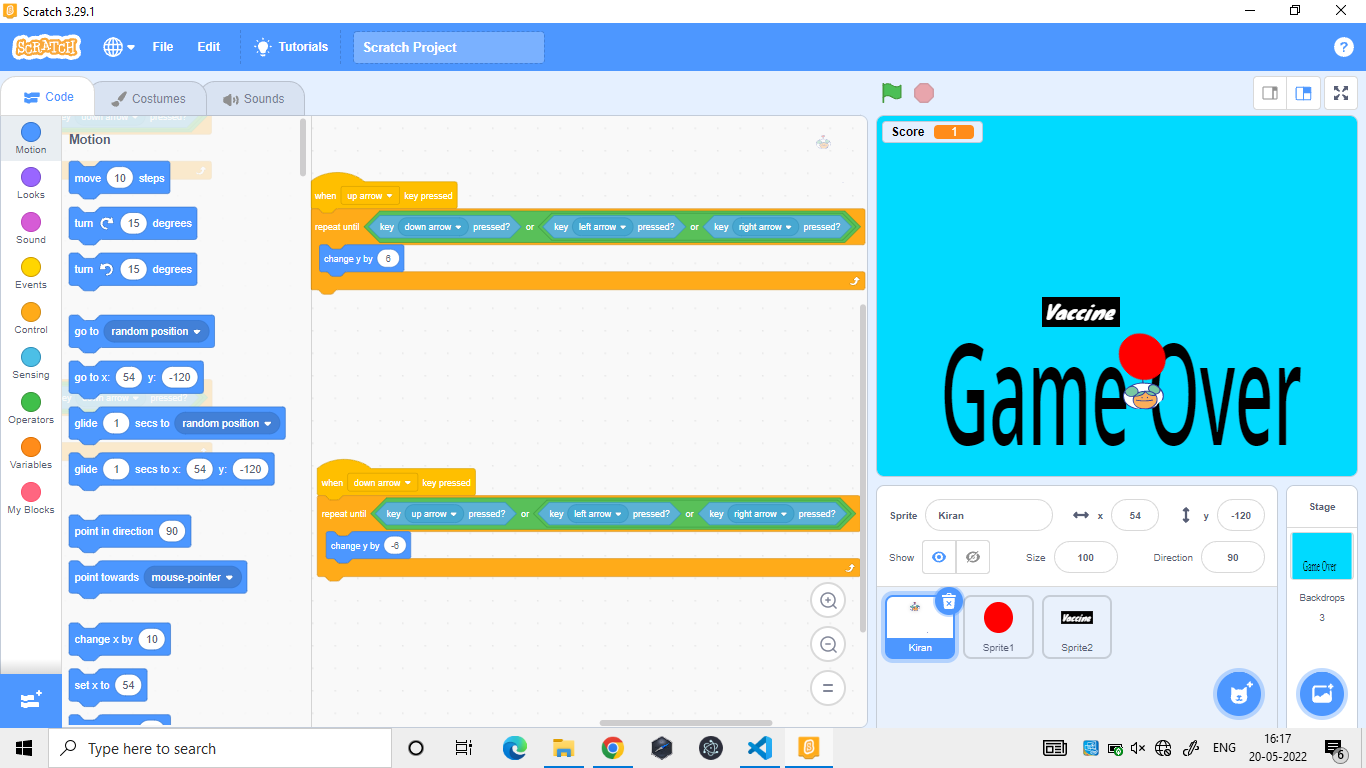 Scratch 3.29.1
SCRATCH
File
Edit
Tutorials
Scratch Project
?
Code
Costumes
Sounds
Motion
Looks
Sound
Events
Control
Sensing
Operators
Variables
My Blocks
down arrow pressed?
Motion
move 10 steps
turn 15 degrees
turn 15 degrees
go to random position
go to x: 54 y: -120
down arrow pressed?
glide 1 secs to random position
glide 1 secs to x: 54 y: -120
point in direction 90
point towards mouse-pointer
change x by 10
set x to 54
when up arrow key pressed
repeat until key down arrow pressed? or key left arrow pressed? or key right arrow pressed?
change y by 6
when down arrow key pressed
repeat until key up arrow pressed? or key left arrow pressed? or key right arrow pressed?
change y by -6
Score 1
Vaccine
Game Over
Sprite Kiran x 54 y -120
Show Size 100 Direction 90
Kiran
Sprite1
Vaccine
Sprite2
Stage
Game Over
Backdrops
3
Type here to search
ENG
16:17
20-05-2022
6